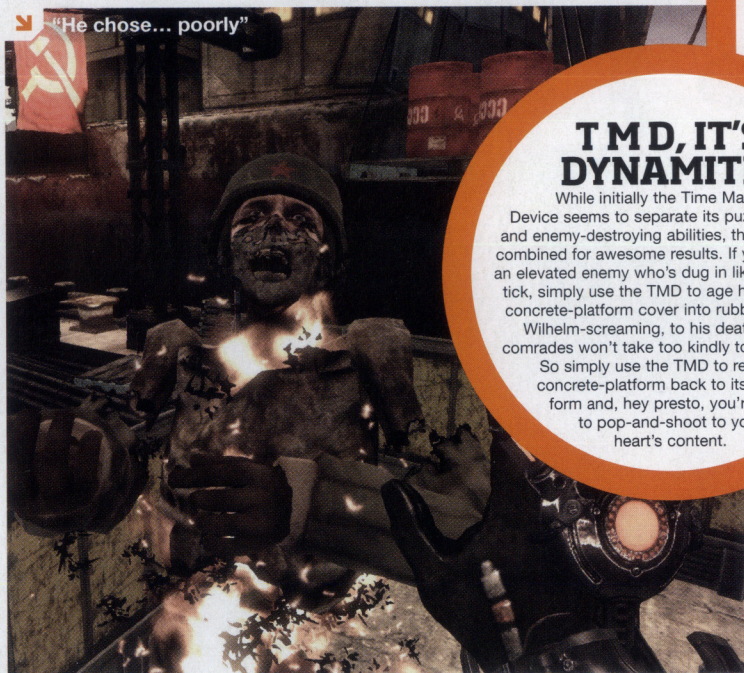 "He chose... poorly"
T M D, IT'S
DYNAMIT
While initially the Time Ma
Device seems to separate its pu
and enemy-destroying abilities, th
combined for awesome results. If y
an elevated enemy who's dug in lik
tick, simply use the TMD to age h
concrete-platform cover into rubb
Wilhelm-screaming, to his deat
comrades won't take too kindly to
So simply use the TMD to re
concrete-platform back to its
form and, hey presto, you'r
to pop-and-shoot to yo
heart's content.